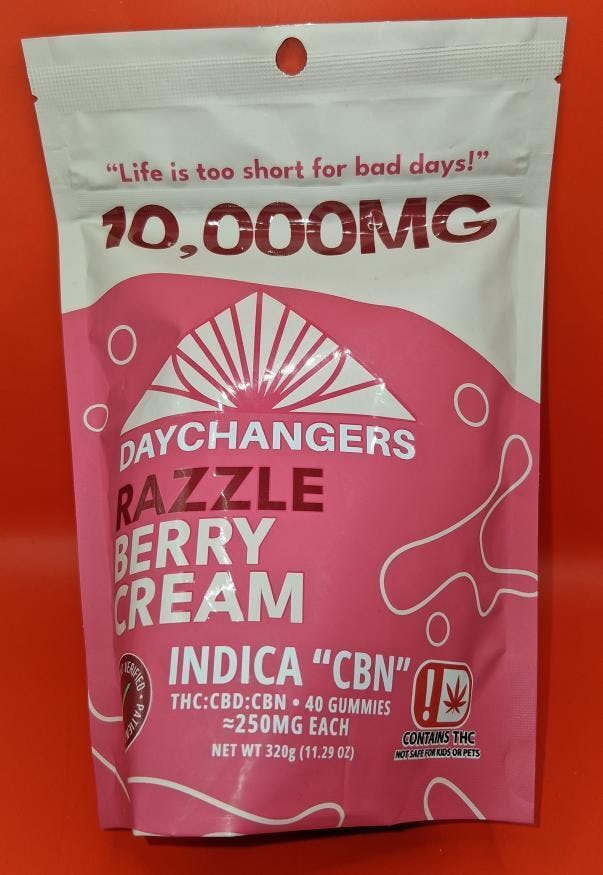 “Life is too short for bad days!”
10,000MG
DAYCHANGERS
RAZZLE
BERRY
CREAM
INDICA “CBN”
THC:CBD:CBN • 40 GUMMIES
≈250MG EACH
NET WT 320g (11.29 OZ)
VERIFIED •
!
CONTAINS THC
NOT SAFE FOR KIDS OR PETS